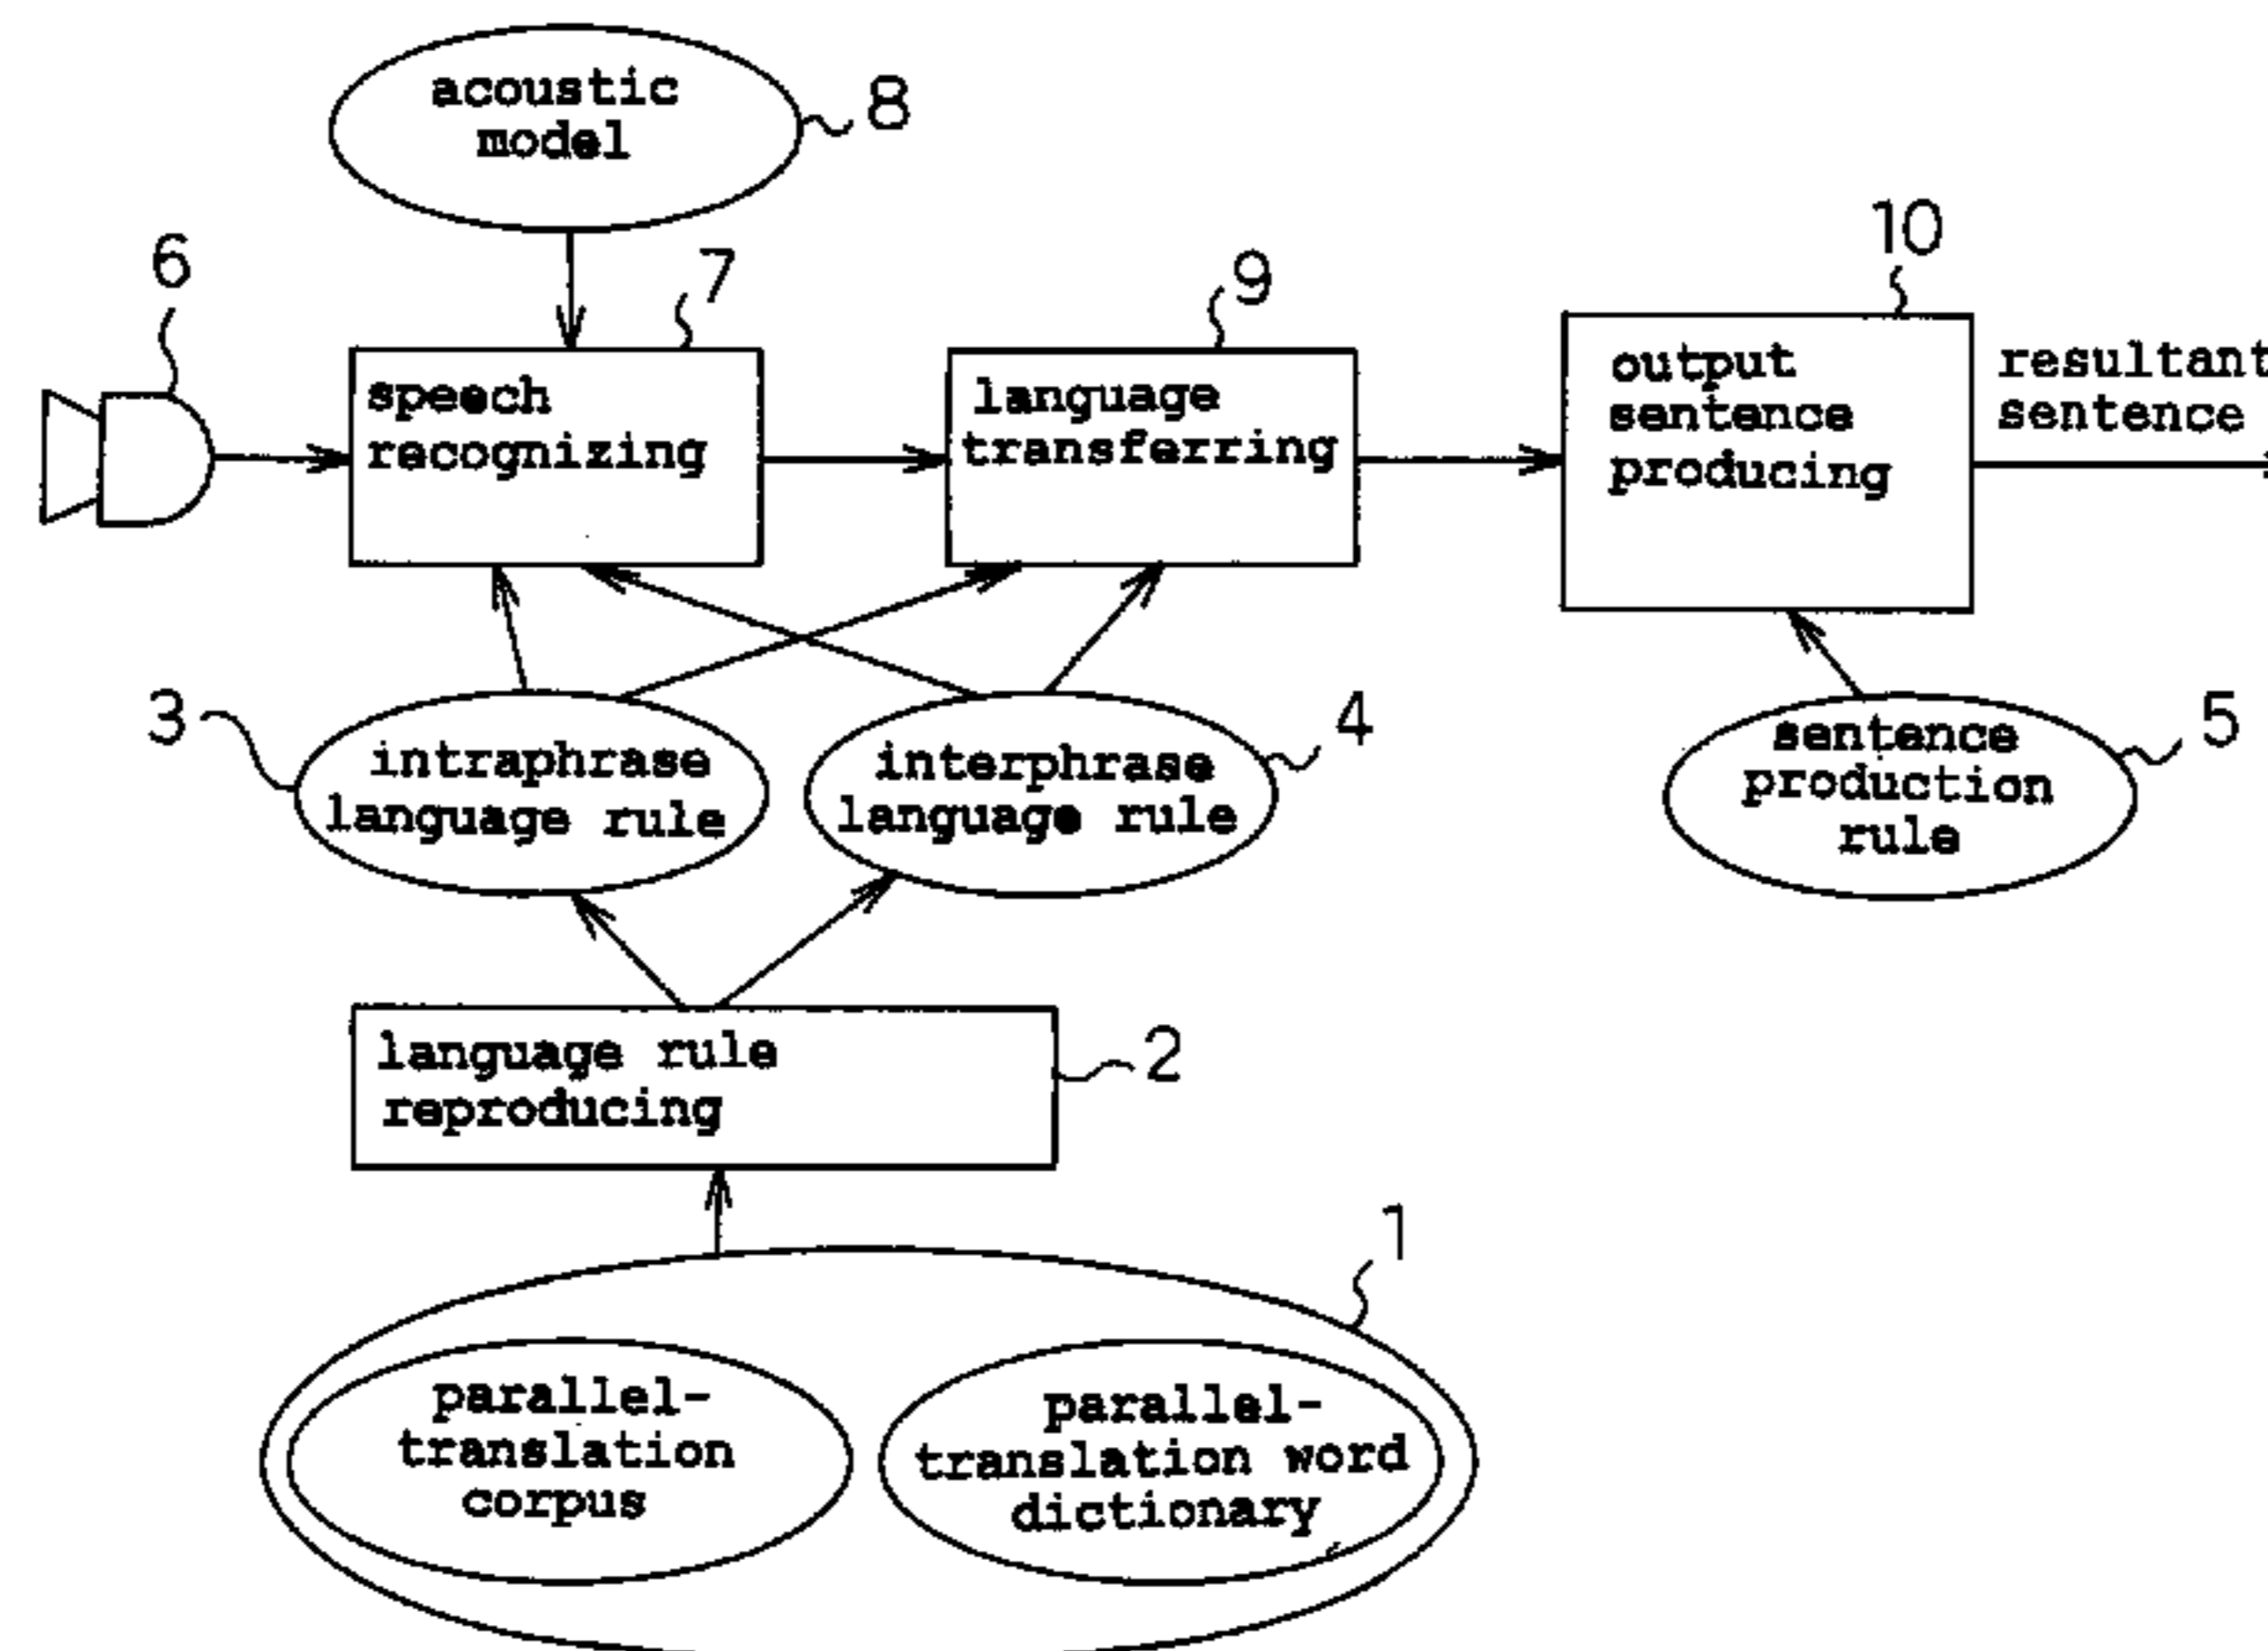 acoustic
model
8
6
7
9
10
speech
recognizing
language
transferring
output
sentence
producing
resultant
sentence
3
intraphrase
language rule
interphrase
language rule
4
sentence
production
rule
5
language rule
reproducing
2
1
parallel-
translation
corpus
parallel-
translation word
dictionary